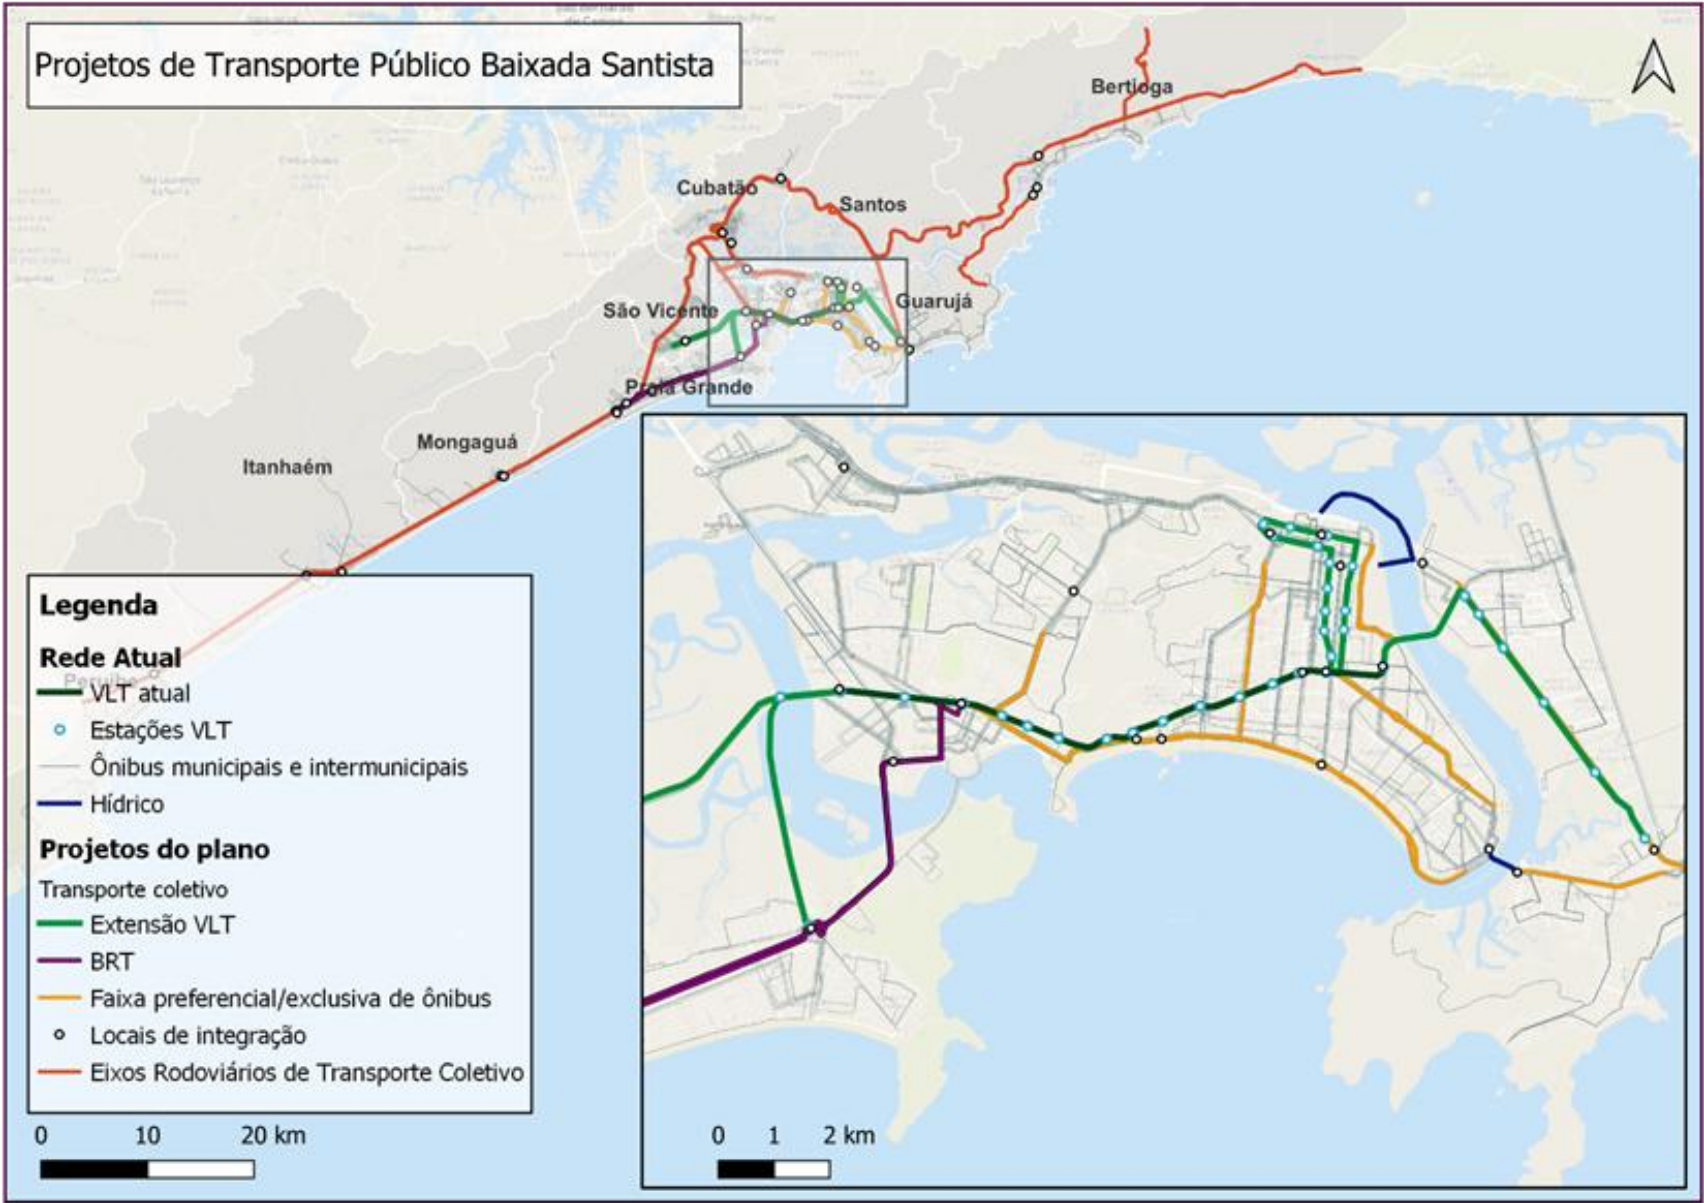 Projetos de Transporte Público Baixada Santista
Bertioga
Cubatão
Santos
Guarujá
São Vicente
Praia Grande
Mongaguá
Itanhaém
Peruíbe
Legenda
Rede Atual
VLT atual
Estações VLT
Ônibus municipais e intermunicipais
Hídrico
Projetos do plano
Transporte coletivo
Extensão VLT
BRT
Faixa preferencial/exclusiva de ônibus
Locais de integração
Eixos Rodoviários de Transporte Coletivo
0 10 20 km
0 1 2 km